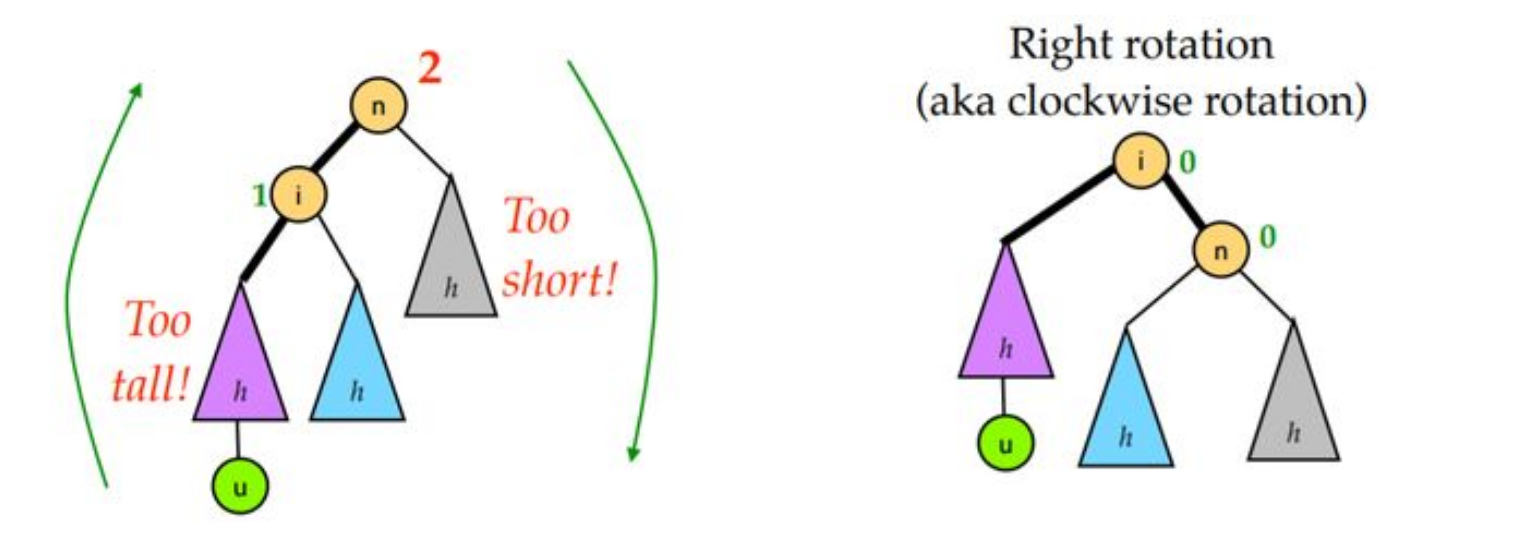 2
n
1
i
Too
short!
h
Too
tall!
h
h
u
Right rotation
(aka clockwise rotation)
i
0
n
0
h
h
h
u